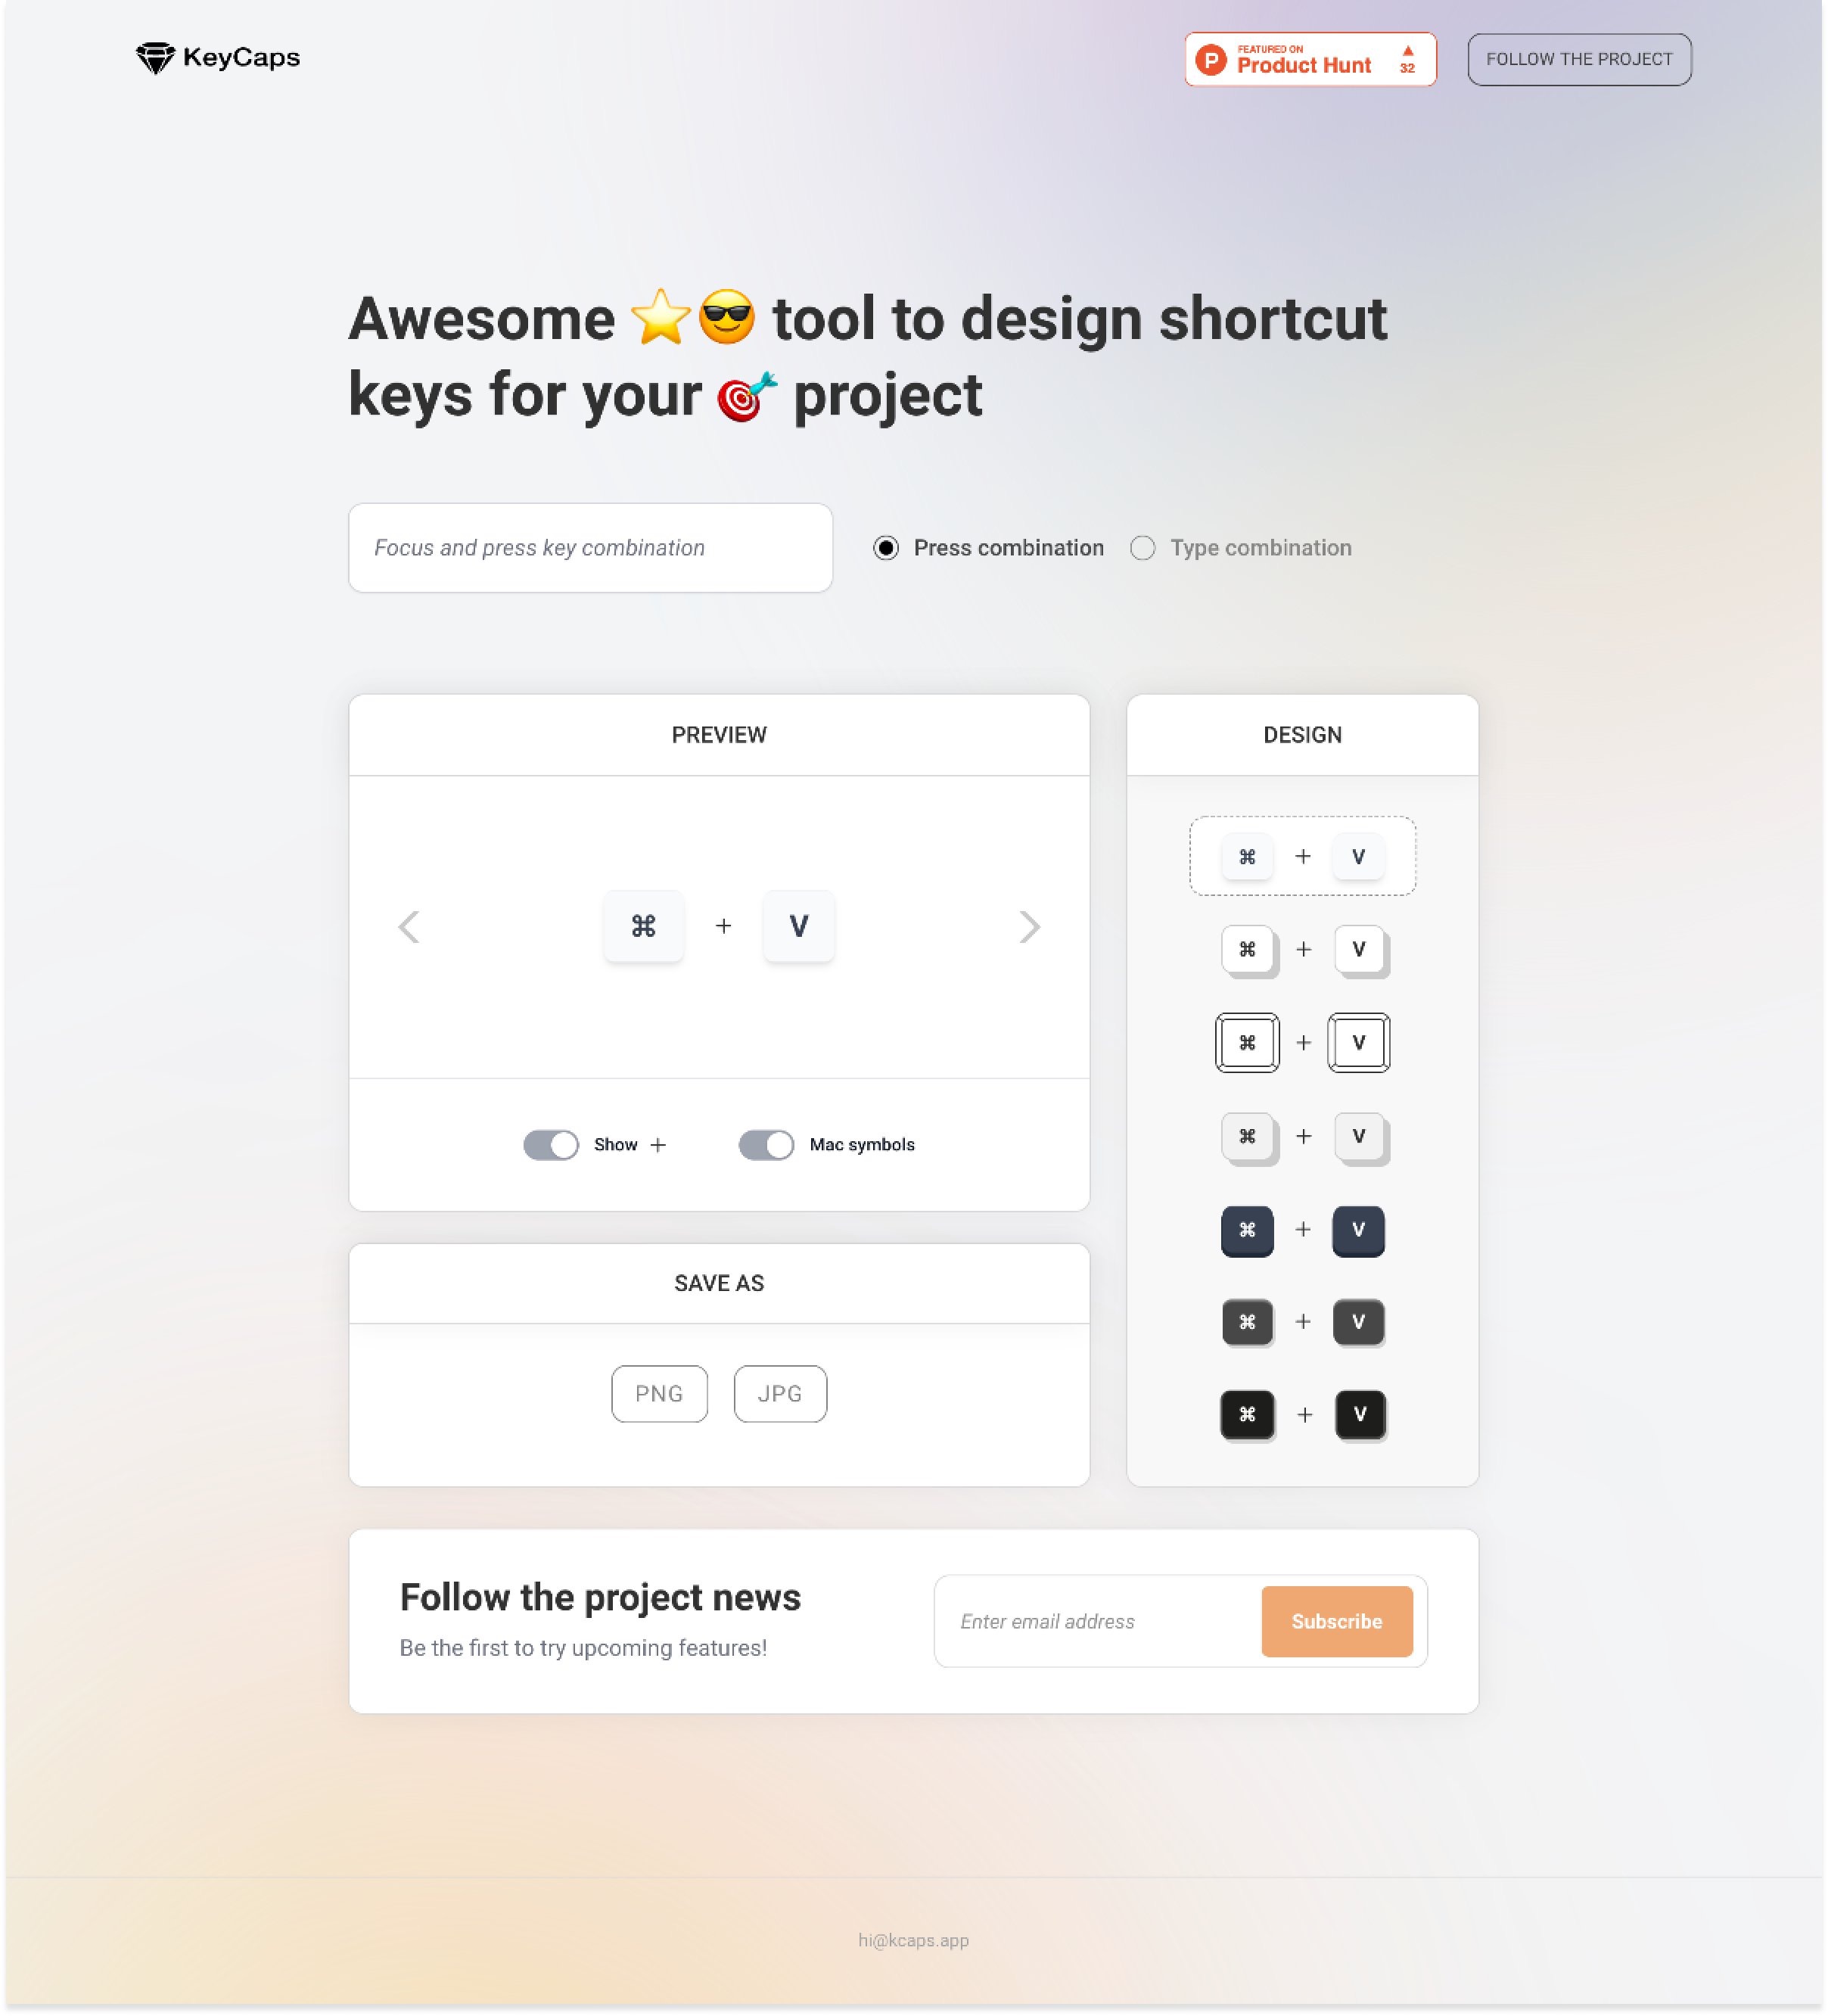 KeyCaps
FEATURED ON
Product Hunt
32
FOLLOW THE PROJECT
Awesome ⭐😎 tool to design shortcut
keys for your 🎯 project
Focus and press key combination
Press combination
Type combination
PREVIEW
⌘ + V
Show +
Mac symbols
SAVE AS
PNG
JPG
DESIGN
⌘ + V
⌘ + V
⌘ + V
⌘ + V
⌘ + V
⌘ + V
⌘ + V
Follow the project news
Be the first to try upcoming features!
Enter email address
Subscribe
hi@kcaps.app